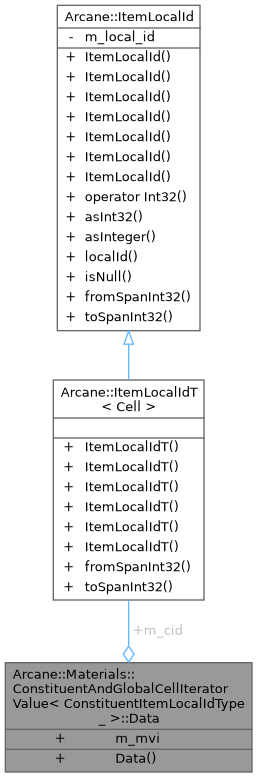 Arcane::ItemLocalId
- m_local_id
+ ItemLocalId()
+ ItemLocalId()
+ ItemLocalId()
+ ItemLocalId()
+ ItemLocalId()
+ ItemLocalId()
+ ItemLocalId()
+ operator Int32()
+ asInt32()
+ asInteger()
+ localId()
+ isNull()
+ fromSpanInt32()
+ toSpanInt32()
Arcane::ItemLocalIdT
< Cell >
+ ItemLocalIdT()
+ ItemLocalIdT()
+ ItemLocalIdT()
+ ItemLocalIdT()
+ ItemLocalIdT()
+ ItemLocalIdT()
+ fromSpanInt32()
+ toSpanInt32()
+m_cid
Arcane::Materials::
ConstituentAndGlobalCellIterator
Value< ConstituentItemLocalIdType
_ >::Data
+ m_mvi
+ Data()